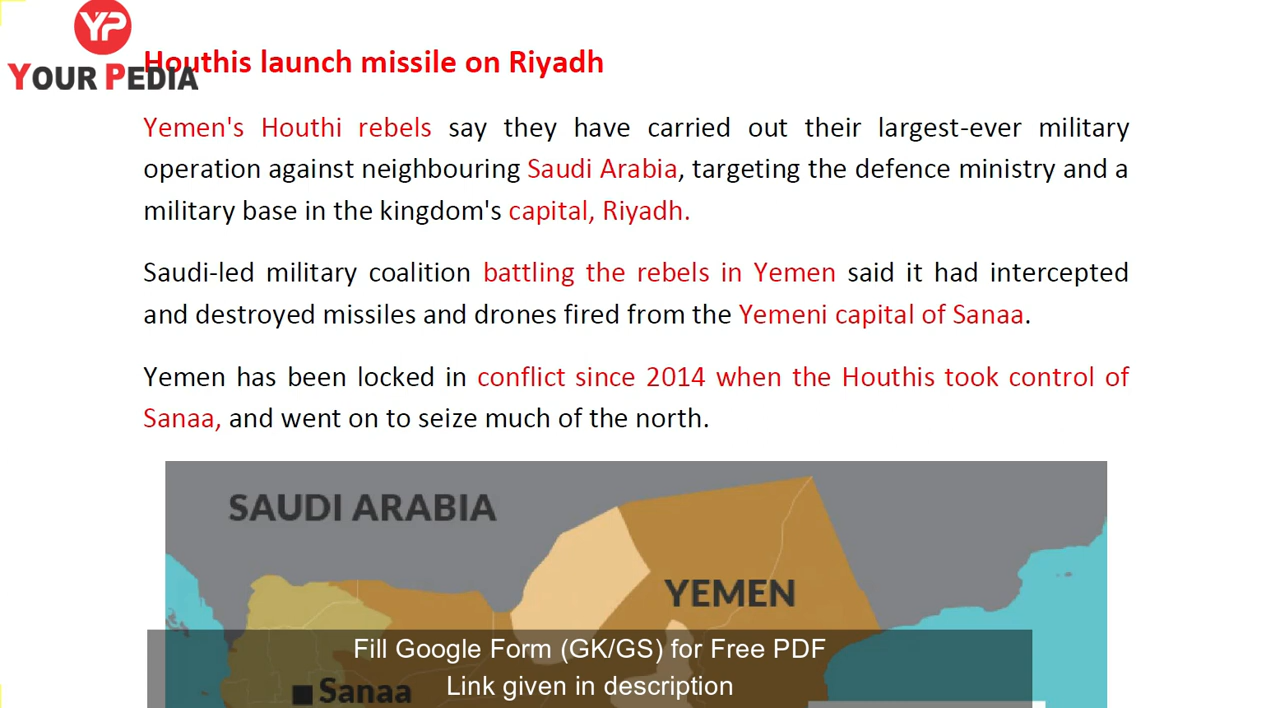 YP
YOUR PEDIA
Houthis launch missile on Riyadh
Yemen's Houthi rebels say they have carried out their largest-ever military
operation against neighbouring Saudi Arabia, targeting the defence ministry and a
military base in the kingdom's capital, Riyadh.
Saudi-led military coalition battling the rebels in Yemen said it had intercepted
and destroyed missiles and drones fired from the Yemeni capital of Sanaa.
Yemen has been locked in conflict since 2014 when the Houthis took control of
Sanaa, and went on to seize much of the north.
SAUDI ARABIA
YEMEN
Fill Google Form (GK/GS) for Free PDF
Sanaa
Link given in description